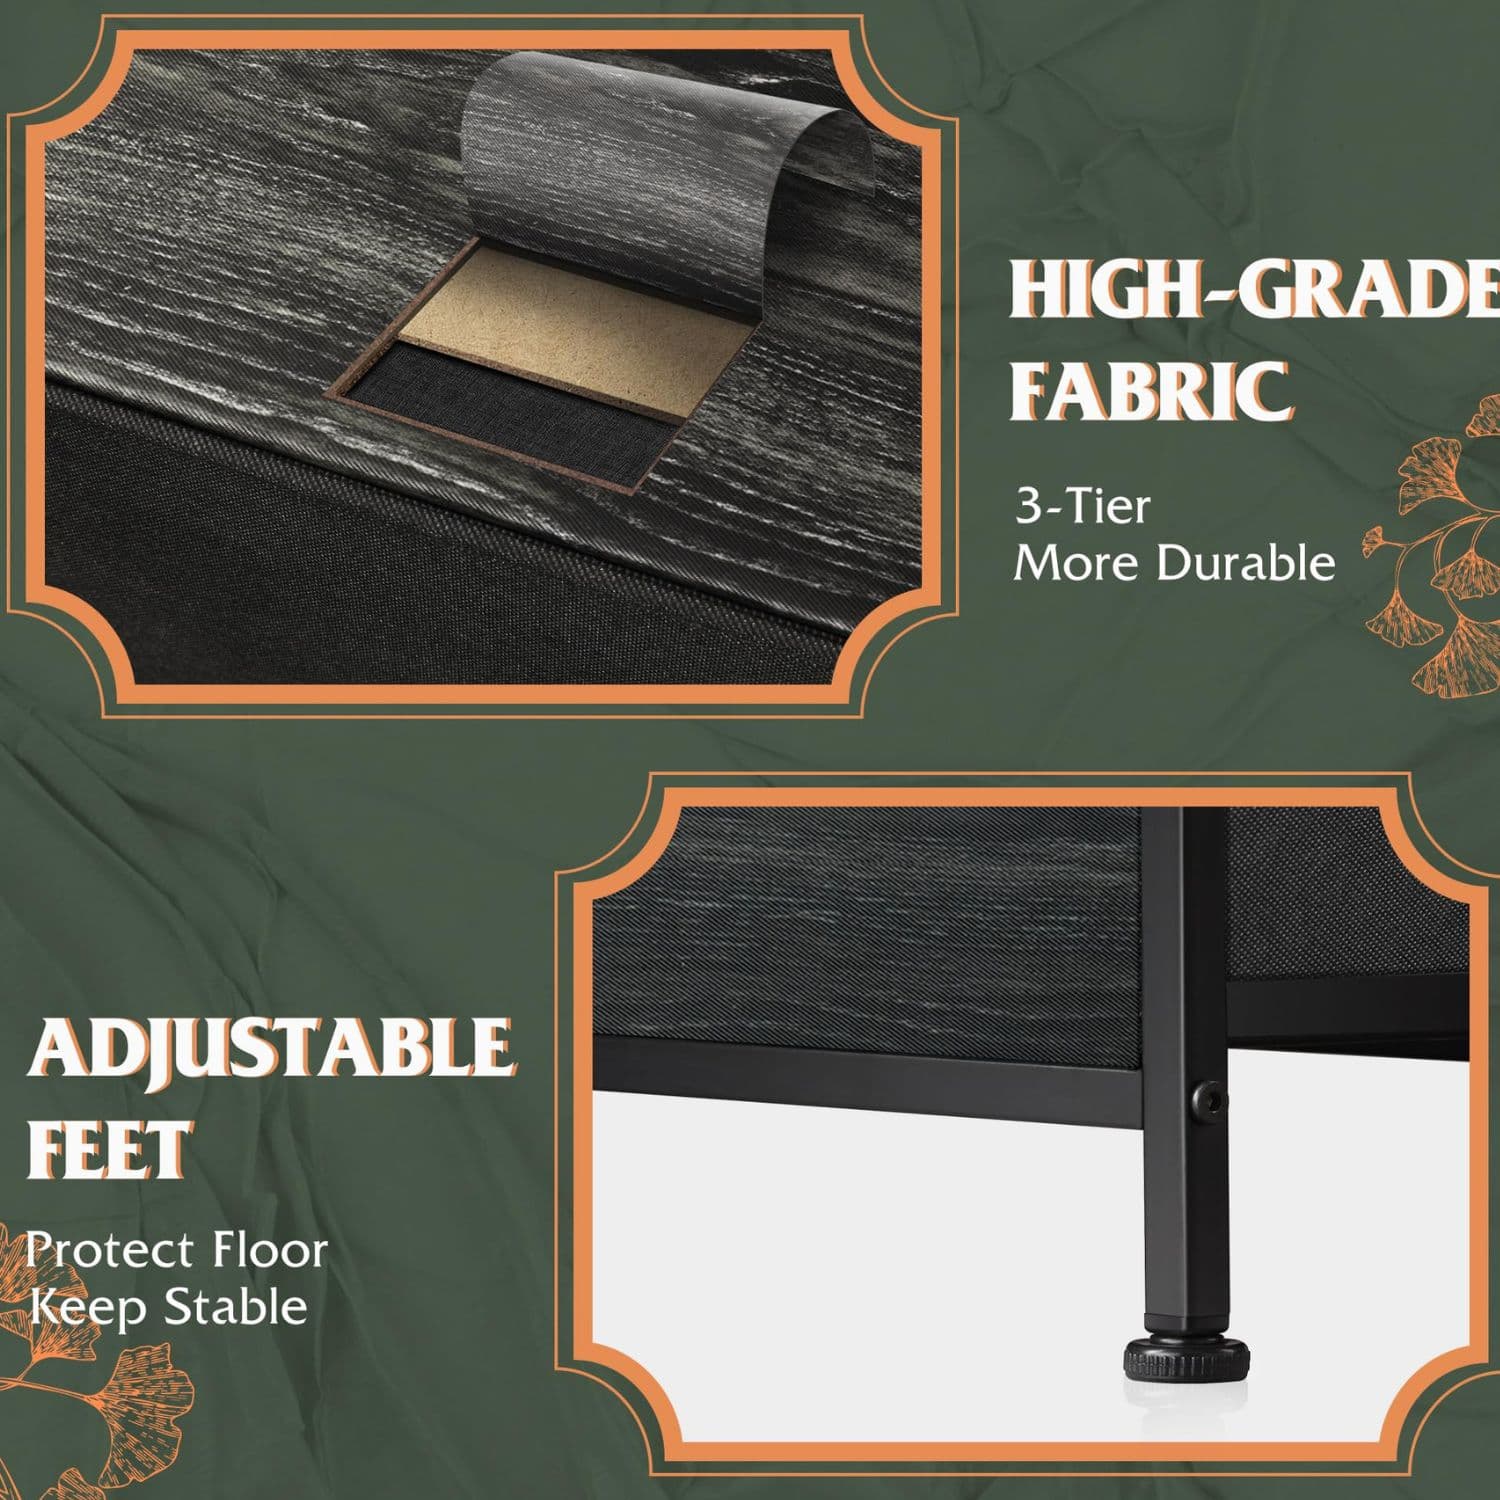 HIGH-GRADE
FABRIC
3-Tier
More Durable
ADJUSTABLE
FEET
Protect Floor
Keep Stable